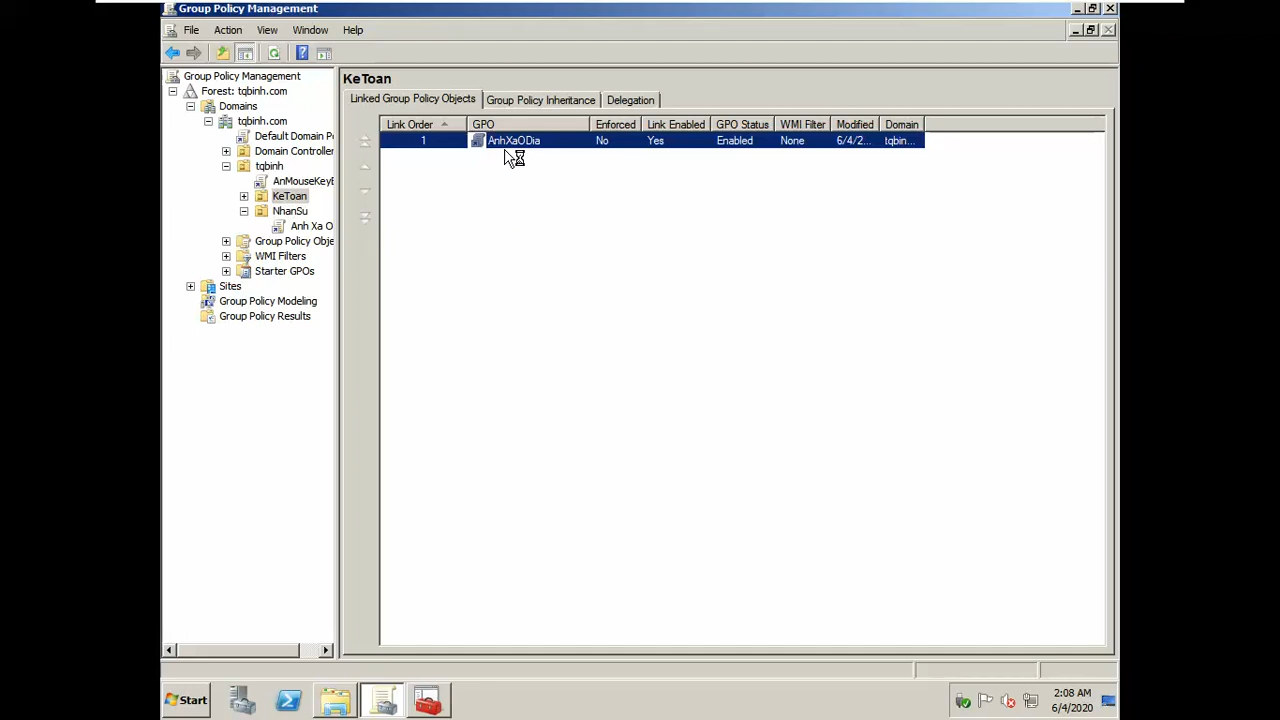 Group Policy Management
File Action View Window Help
Group Policy Management
Forest: tqbinh.com
Domains
tqbinh.com
Default Domain P
Domain Controller
tqbinh
AnMouseKeyE
KeToan
NhanSu
Anh Xa O
Group Policy Obje
WMI Filters
Starter GPOs
Sites
Group Policy Modeling
Group Policy Results
KeToan
Linked Group Policy Objects Group Policy Inheritance Delegation
Link Order GPO Enforced Link Enabled GPO Status WMI Filter Modified Domain
1 AnhXaODia No Yes Enabled None 6/4/2... tqbin...
Start
2:08 AM
6/4/2020